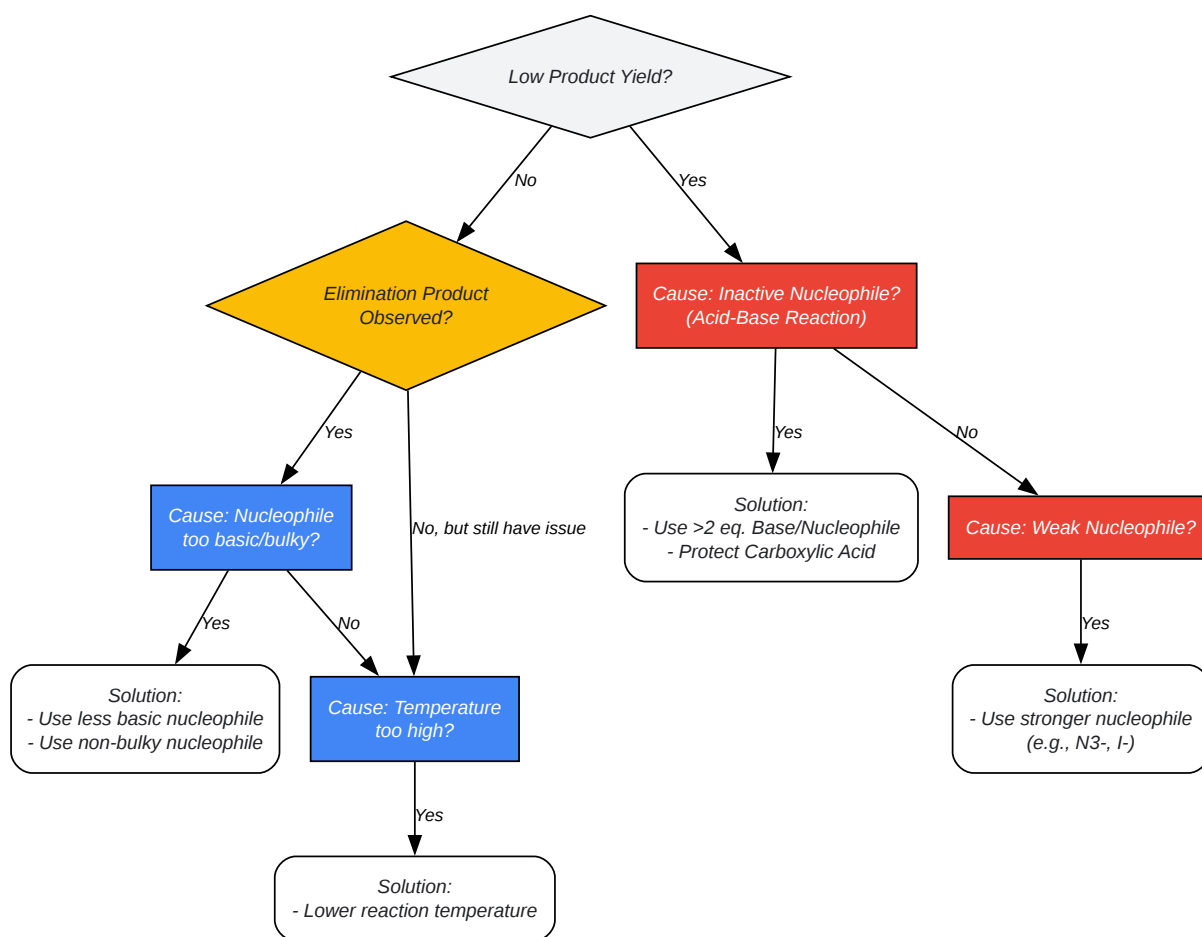 Low Product Yield?
No
Yes
Elimination Product
Observed?
Cause: Inactive Nucleophile?
(Acid-Base Reaction)
Yes
No, but still have issue
Yes
No
Cause: Nucleophile
too basic/bulky?
Solution:
- Use >2 eq. Base/Nucleophile
- Protect Carboxylic Acid
Cause: Weak Nucleophile?
Yes
No
Yes
Solution:
- Use less basic nucleophile
- Use non-bulky nucleophile
Cause: Temperature
too high?
Solution:
- Use stronger nucleophile
(e.g., N3-, I-)
Yes
Solution:
- Lower reaction temperature